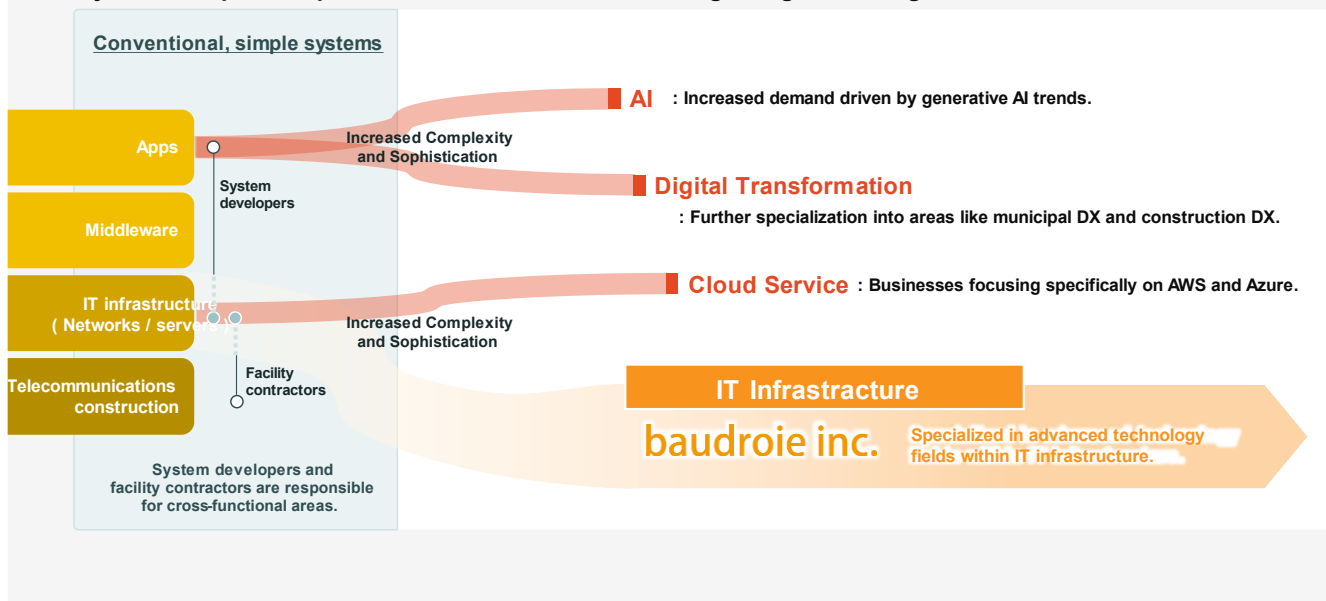 Conventional, simple systems
AI : Increased demand driven by generative AI trends.
Apps
Increased Complexity
and Sophistication
System
developers
Digital Transformation
: Further specialization into areas like municipal DX and construction DX.
Middleware
Cloud Service : Businesses focusing specifically on AWS and Azure.
IT infrastructure
( Networks / servers )
Increased Complexity
and Sophistication
Facility
contractors
Telecommunications
construction
IT Infrastracture
baudroie inc.
Specialized in advanced technology
fields within IT infrastructure.
System developers and
facility contractors are responsible
for cross-functional areas.